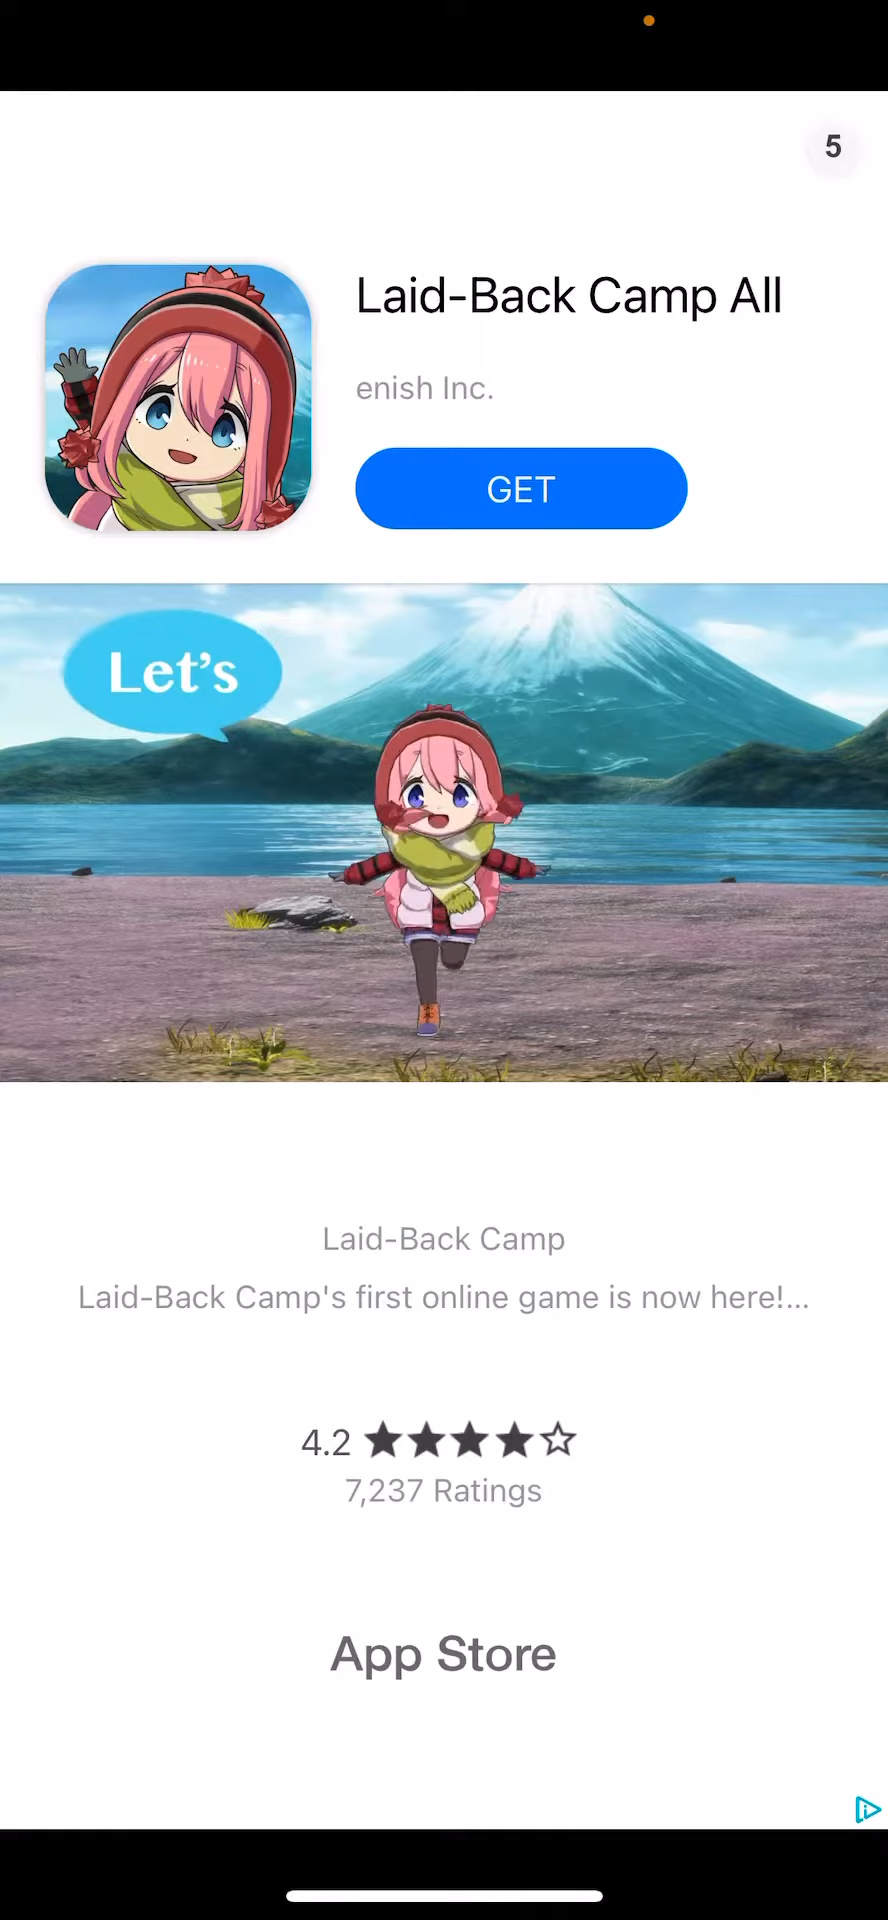 5
Laid-Back Camp All
enish Inc.
GET
Let's
Laid-Back Camp
Laid-Back Camp's first online game is now here!...
4.2
7,237 Ratings
App Store